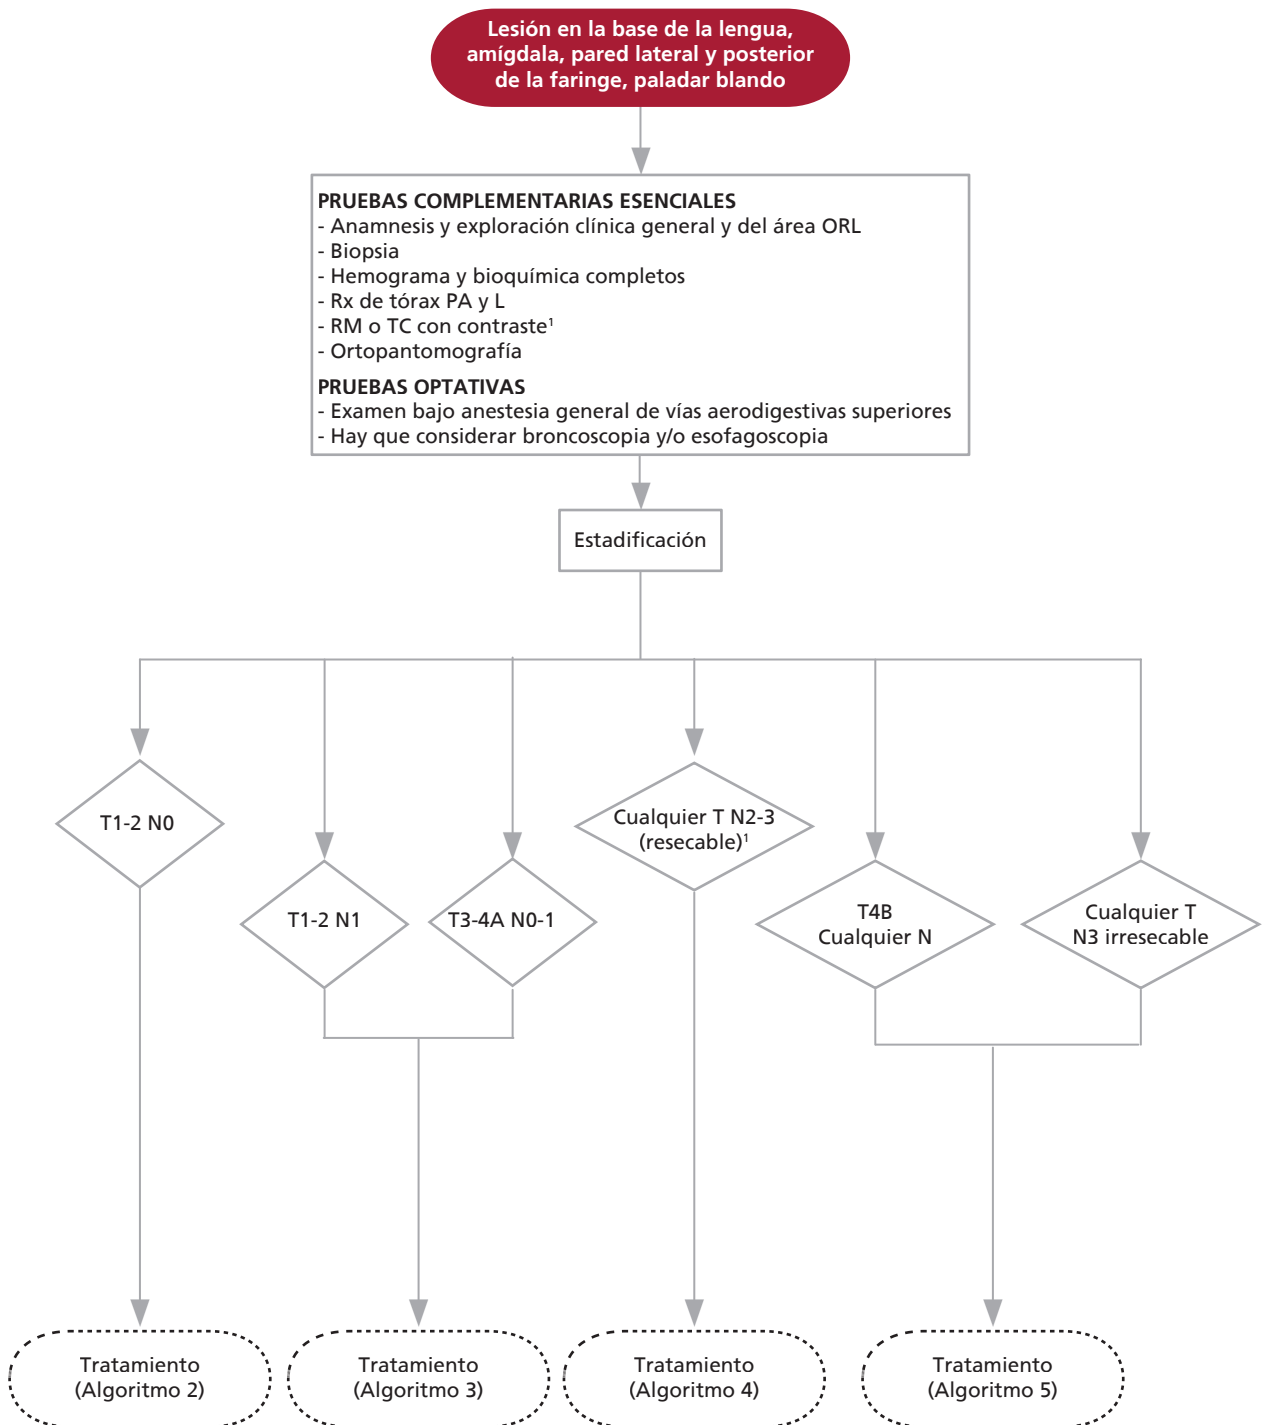 Lesión en la base de la lengua,
amígdala, pared lateral y posterior
de la faringe, paladar blando
PRUEBAS COMPLEMENTARIAS ESENCIALES
- Anamnesis y exploración clínica general y del área ORL
- Biopsia
- Hemograma y bioquímica completos
- Rx de tórax PA y L
- RM o TC con contraste¹
- Ortopantomografía
PRUEBAS OPTATIVAS
- Examen bajo anestesia general de vías aerodigestivas superiores
- Hay que considerar broncoscopia y/o esofagoscopia
Estadificación
T1-2 N0
T1-2 N1
T3-4A N0-1
Cualquier T N2-3
(resecable)¹
T4B
Cualquier N
Cualquier T
N3 irresecable
Tratamiento
(Algoritmo 2)
Tratamiento
(Algoritmo 3)
Tratamiento
(Algoritmo 4)
Tratamiento
(Algoritmo 5)